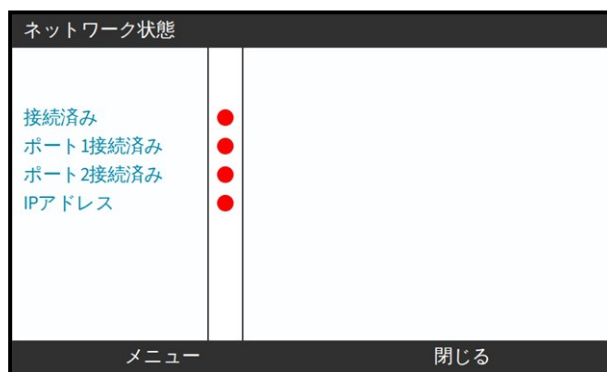 ネットワーク状態
接続済み
ポート1接続済み
ポート2接続済み
IPアドレス
メニュー
閉じる